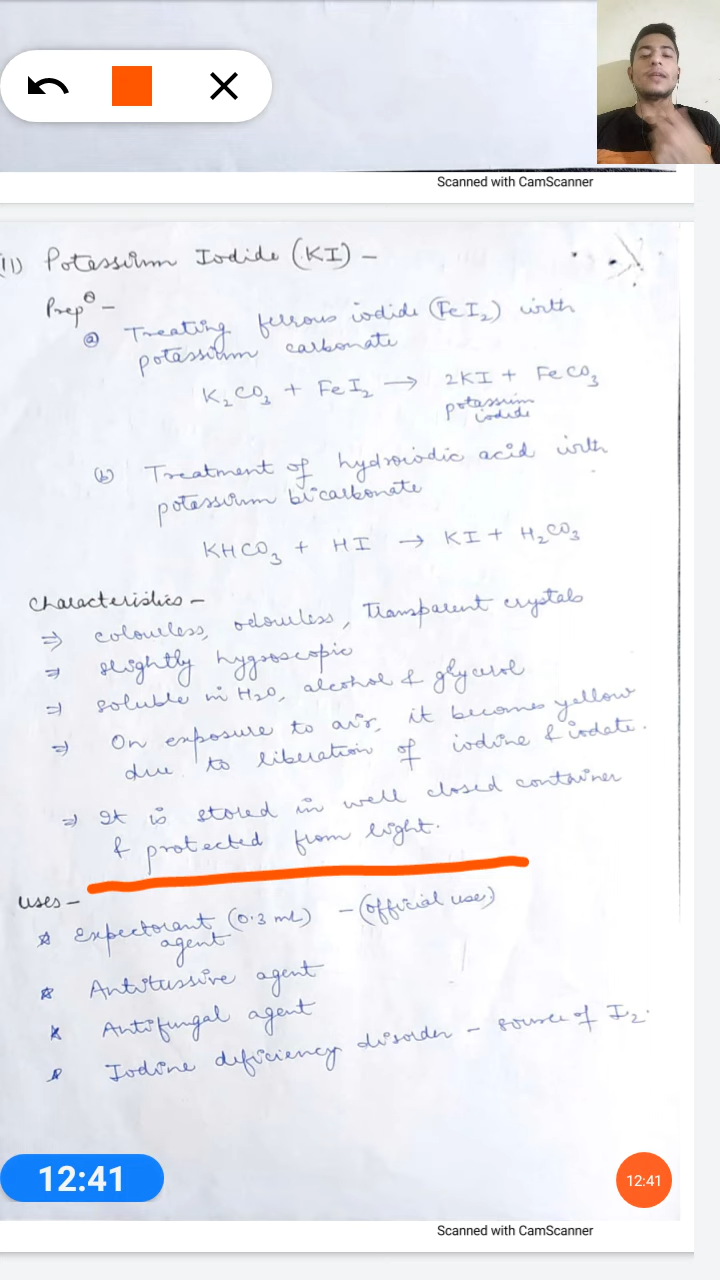 Scanned with CamScanner
(11) Potassium Iodide (KI) -
Prepⁿ -
(a) Treating ferrous iodide (FeI₂) with
potassium carbonate
K₂CO₃ + FeI₂ → 2KI + FeCO₃
potassium
iodide
(b) Treatment of hydroiodic acid with
potassium bicarbonate
KHCO₃ + HI → KI + H₂CO₃
Characteristics -
⇒ colourless, odourless, Transparent crystals
⇒ slightly hygroscopic
⇒ soluble in H2O, alcohol & glycerol
⇒ On exposure to air, it becomes yellow
due to liberation of iodine & iodate.
⇒ It is stored in well closed container
& protected from light.
Uses -
☆ Expectorant (0.3 ml) - (official use)
agent
☆ Antitussive agent
☆ Antifungal agent
☆ Iodine deficiency disorder - source of I₂.
12:41
12:41
Scanned with CamScanner